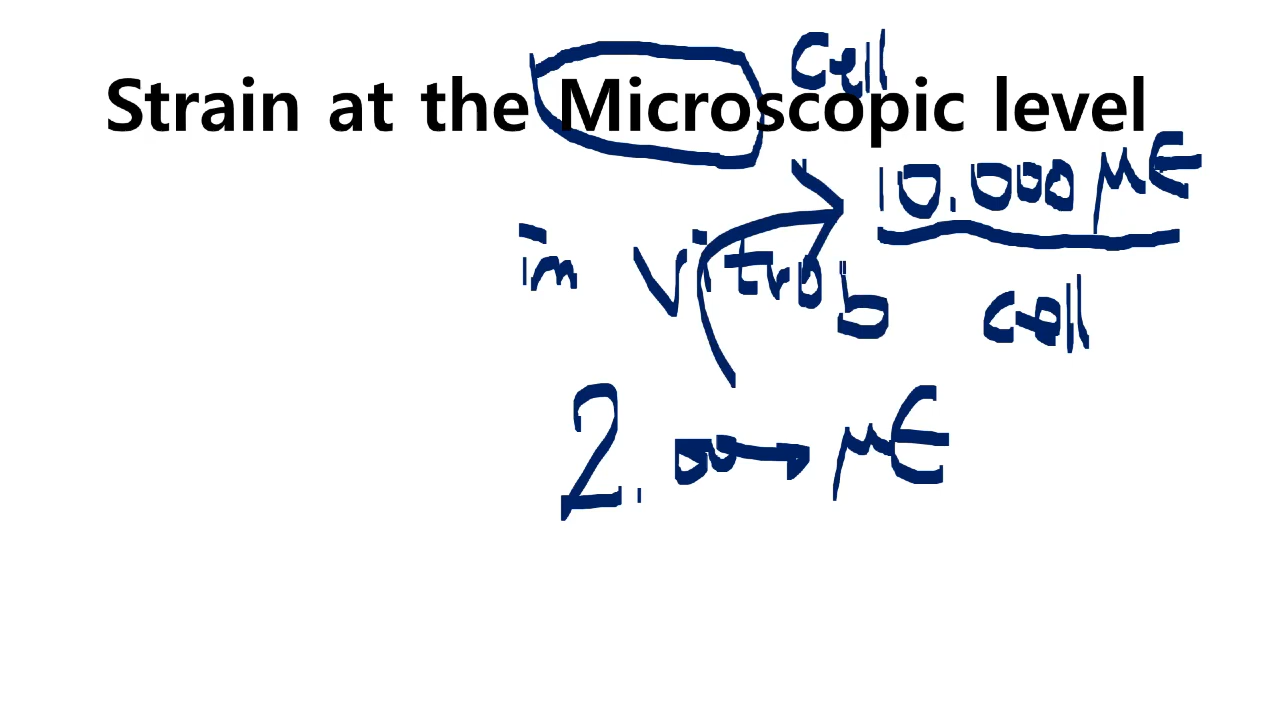 cell
Strain at the Microscopic level
10.000 με
in vitro
cell
2.000 με